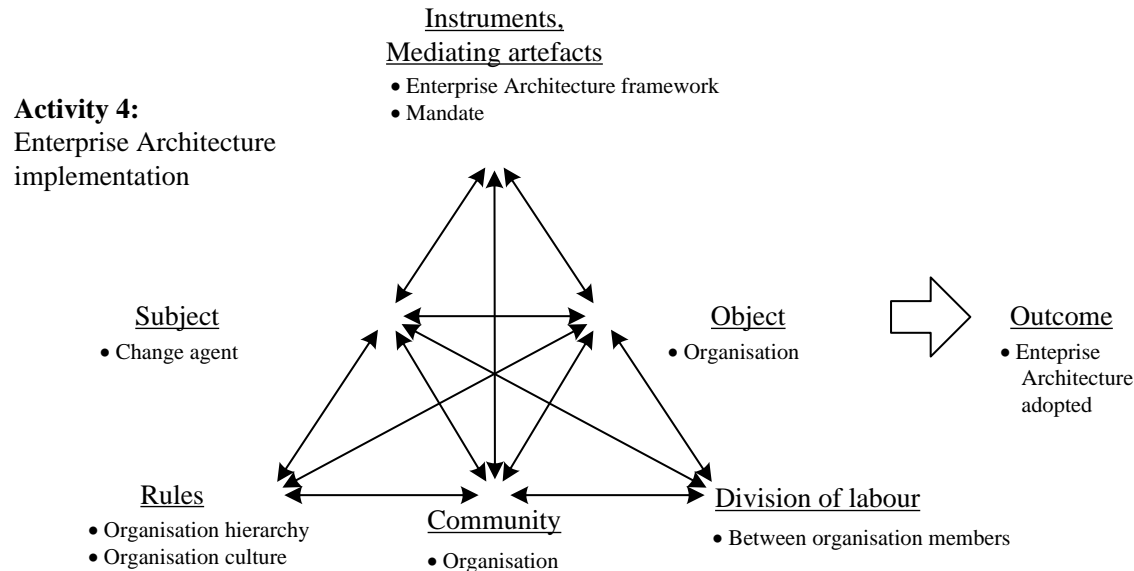 Instruments,
Mediating artefacts
• Enterprise Architecture framework
• Mandate
Activity 4:
Enterprise Architecture
implementation
Subject
• Change agent
Object
• Organisation
Outcome
• Enteprise
Architecture
adopted
Rules
• Organisation hierarchy
• Organisation culture
Community
• Organisation
Division of labour
• Between organisation members